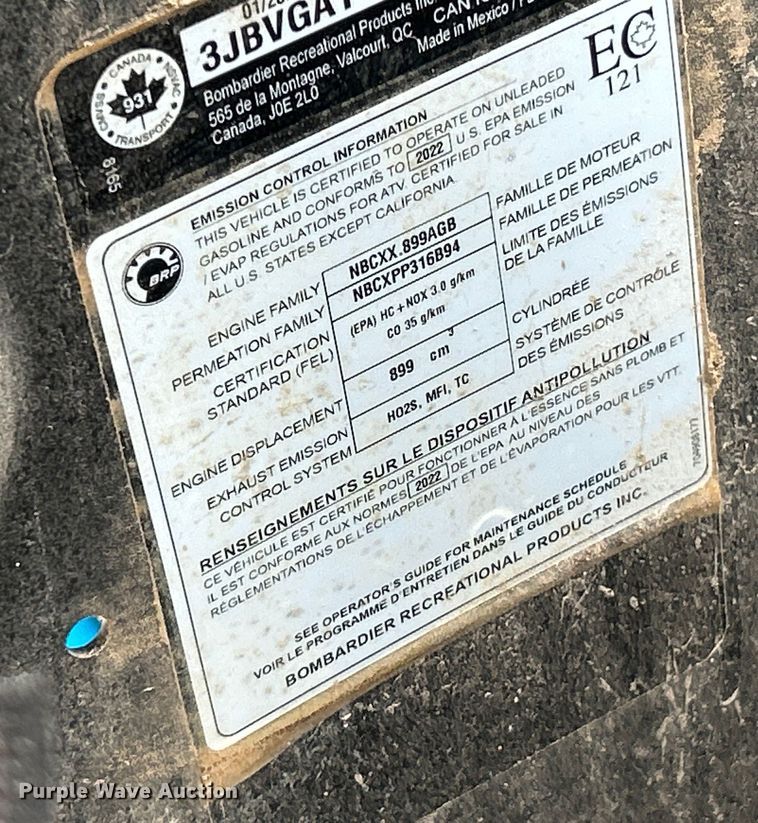 3JBVGA
Bombardier Recreational Products
565 de la Montagne, Valcourt, QC
Canada, J0E 2L0
Made in Mexico /
CANADA
931
TRANSPORT
8165
EC
121
EMISSION CONTROL INFORMATION
THIS VEHICLE IS CERTIFIED TO OPERATE ON UNLEADED
GASOLINE AND CONFORMS TO 2022 U.S. EPA EMISSION
/ EVAP REGULATIONS FOR ATV. CERTIFIED FOR SALE IN
ALL U.S. STATES EXCEPT CALIFORNIA.
BRP
ENGINE FAMILY NBCXX.899AGB FAMILLE DE MOTEUR
PERMEATION FAMILY NBCXPP316B94 FAMILLE DE PERMEATION
CERTIFICATION (EPA) HC + NOX 3.0 g/km LIMITE DES ÉMISSIONS
STANDARD (FEL) CO 35 g/km DE LA FAMILLE
ENGINE DISPLACEMENT 899 cm³ CYLINDRÉE
EXHAUST EMISSION HO2S, MFI, TC SYSTÈME DE CONTRÔLE
CONTROL SYSTEM DES ÉMISSIONS
RENSEIGNEMENTS SUR LE DISPOSITIF ANTIPOLLUTION
CE VÉHICULE EST CERTIFIÉ POUR FONCTIONNER À L'ESSENCE SANS PLOMB ET
IL EST CONFORME AUX NORMES 2022 DE L'EPA AU NIVEAU DES
RÉGLEMENTATIONS DE L'ÉCHAPPEMENT ET DE L'ÉVAPORATION POUR LES VTT.
SEE OPERATOR'S GUIDE FOR MAINTENANCE SCHEDULE
VOIR LE PROGRAMME D'ENTRETIEN DANS LE GUIDE DU CONDUCTEUR
BOMBARDIER RECREATIONAL PRODUCTS INC.
Purple Wave Auction